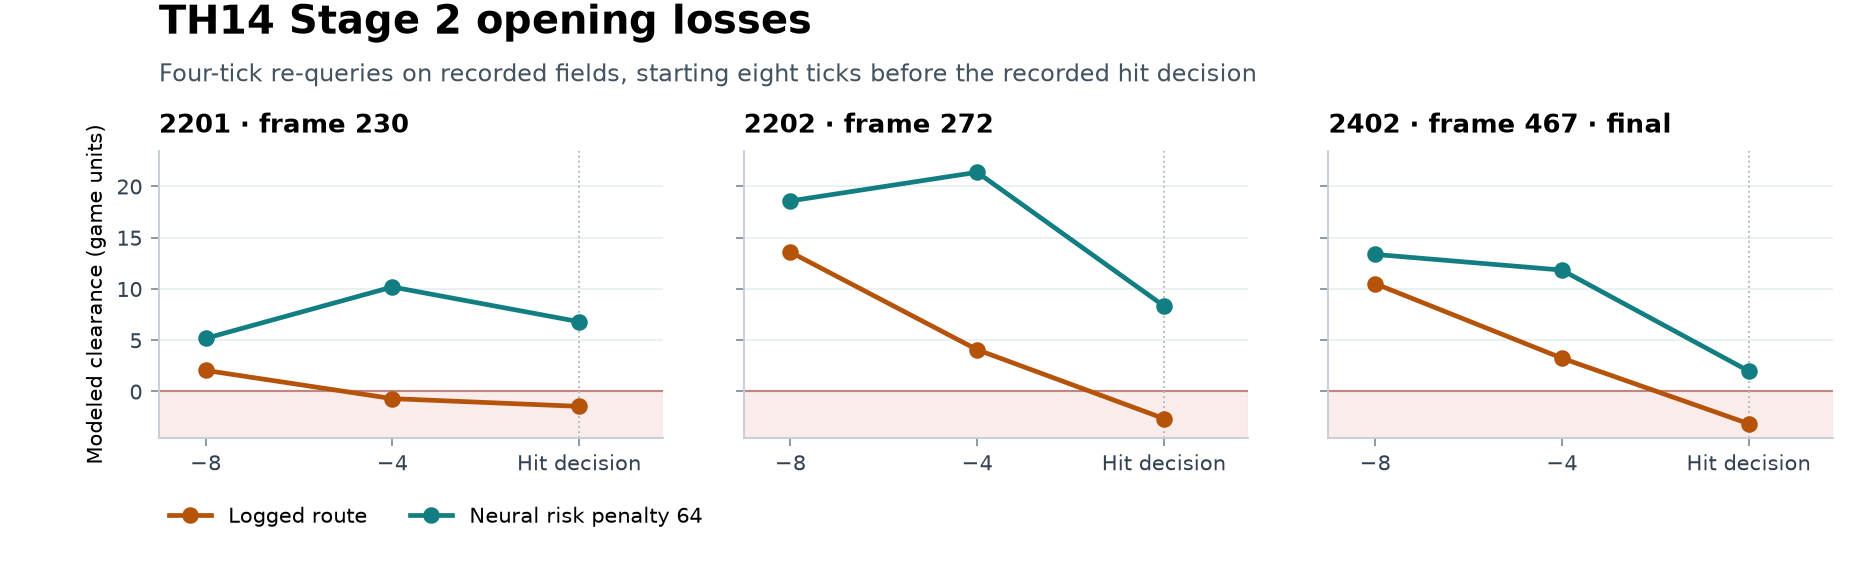 TH14 Stage 2 opening losses
Four-tick re-queries on recorded fields, starting eight ticks before the recorded hit decision
2201 · frame 230
2202 · frame 272
2402 · frame 467 · final
Modeled clearance (game units)
20
15
10
5
0
−8
−4
Hit decision
−8
−4
Hit decision
−8
−4
Hit decision
Logged route
Neural risk penalty 64